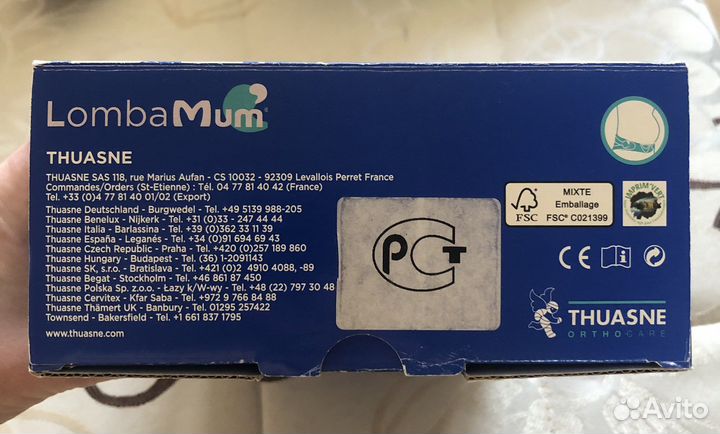 LombaMum®
THUASNE
THUASNE SAS 118, rue Marius Aufan - CS 10032 - 92309 Levallois Perret France
Commandes/Orders (St-Etienne) : Tél. 04 77 81 40 42 (France)
Tel. +33 (0)4 77 81 40 01/02 (Export)
Thuasne Deutschland - Burgwedel - Tel. +49 5139 988-205
Thuasne Benelux - Nijkerk - Tel. +31 (0)33 - 247 44 44
Thuasne Italia - Barlassina - Tel. +39 (0)362 33 11 39
Thuasne España - Leganés - Tel. +34 (0)91 694 69 43
Thuasne Czech Republic - Praha - Tel. +420 (0)257 189 860
Thuasne Hungary - Budapest - Tel. (36) 1-2091143
Thuasne SK, s.r.o. - Bratislava - Tel. +421 (0)2 4910 4088, -89
Thuasne Begat - Stockholm - Tel. +46 861 87 450
Thuasne Polska Sp. z.o.o. - Łazy k/W-wy - Tel. +48 (22) 797 30 48
Thuasne Cervitex - Kfar Saba - Tel. +972 9 766 84 88
Thuasne Thämert UK - Banbury - Tel. 01295 257422
Townsend - Bakersfield - Tel. +1 661 837 1795
www.thuasne.com
РСТ
FSC
MIXTE
Emballage
FSC® C021399
IMPRIM'VERT
CE
THUASNE
ORTHOCARE
Avito